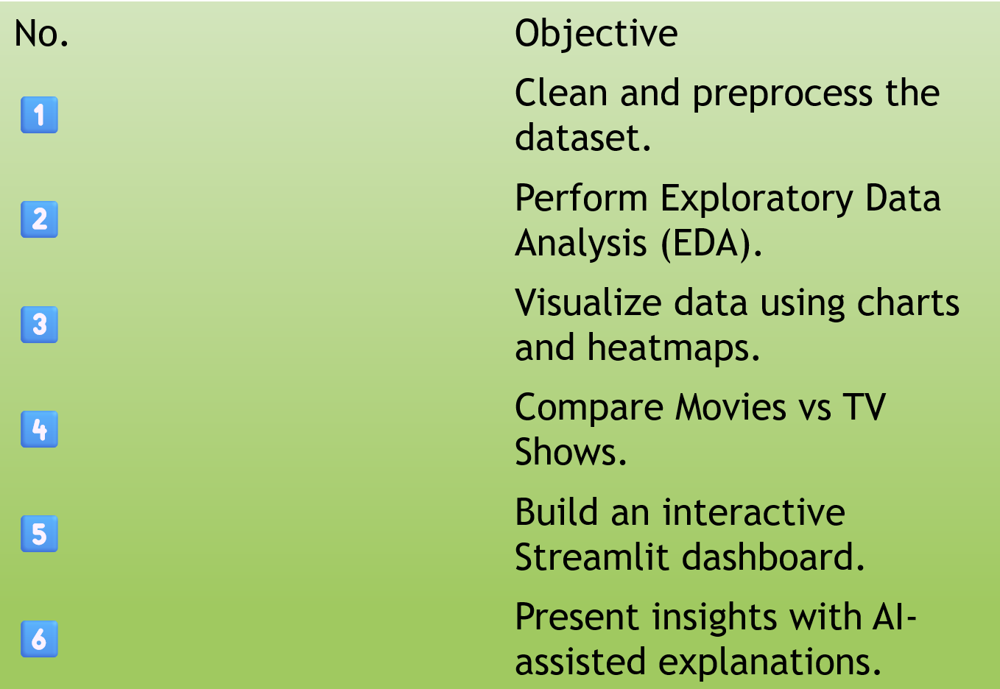 No. Objective
1 Clean and preprocess the
dataset.
2 Perform Exploratory Data
Analysis (EDA).
3 Visualize data using charts
and heatmaps.
4 Compare Movies vs TV
Shows.
5 Build an interactive
Streamlit dashboard.
6 Present insights with AI-
assisted explanations.